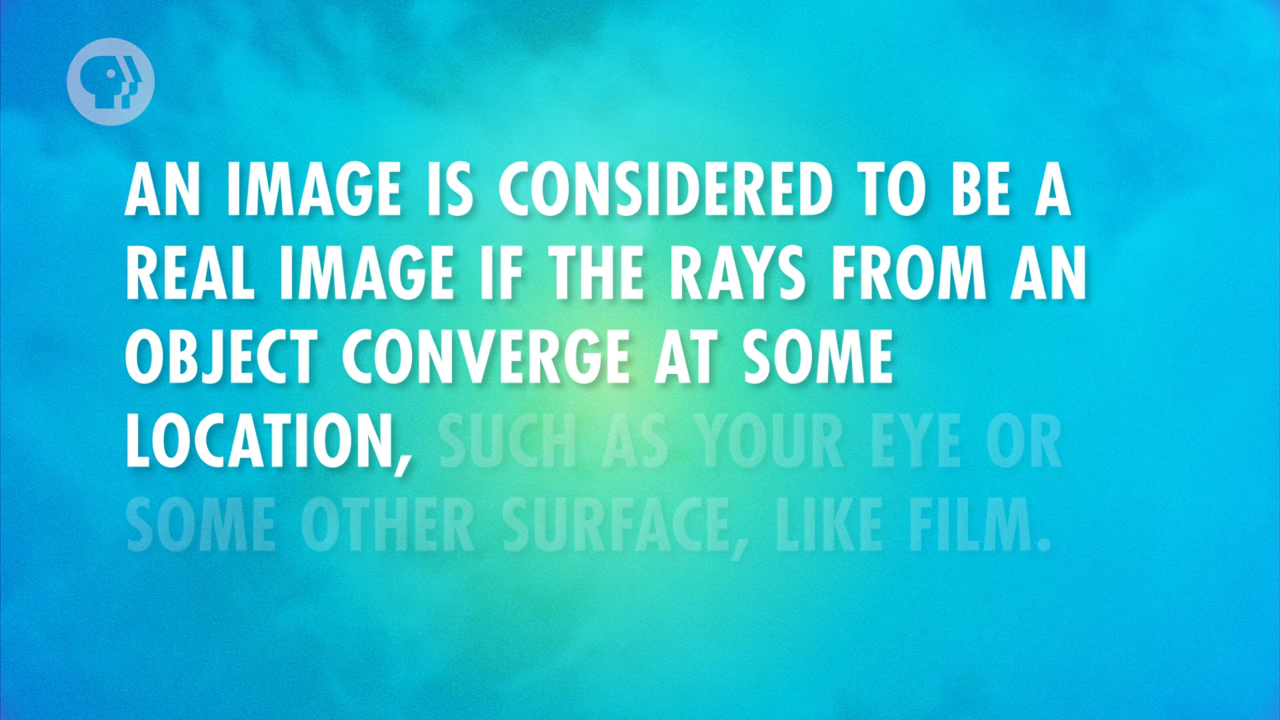 AN IMAGE IS CONSIDERED TO BE A
REAL IMAGE IF THE RAYS FROM AN
OBJECT CONVERGE AT SOME
LOCATION, SUCH AS YOUR EYE OR
SOME OTHER SURFACE, LIKE FILM.